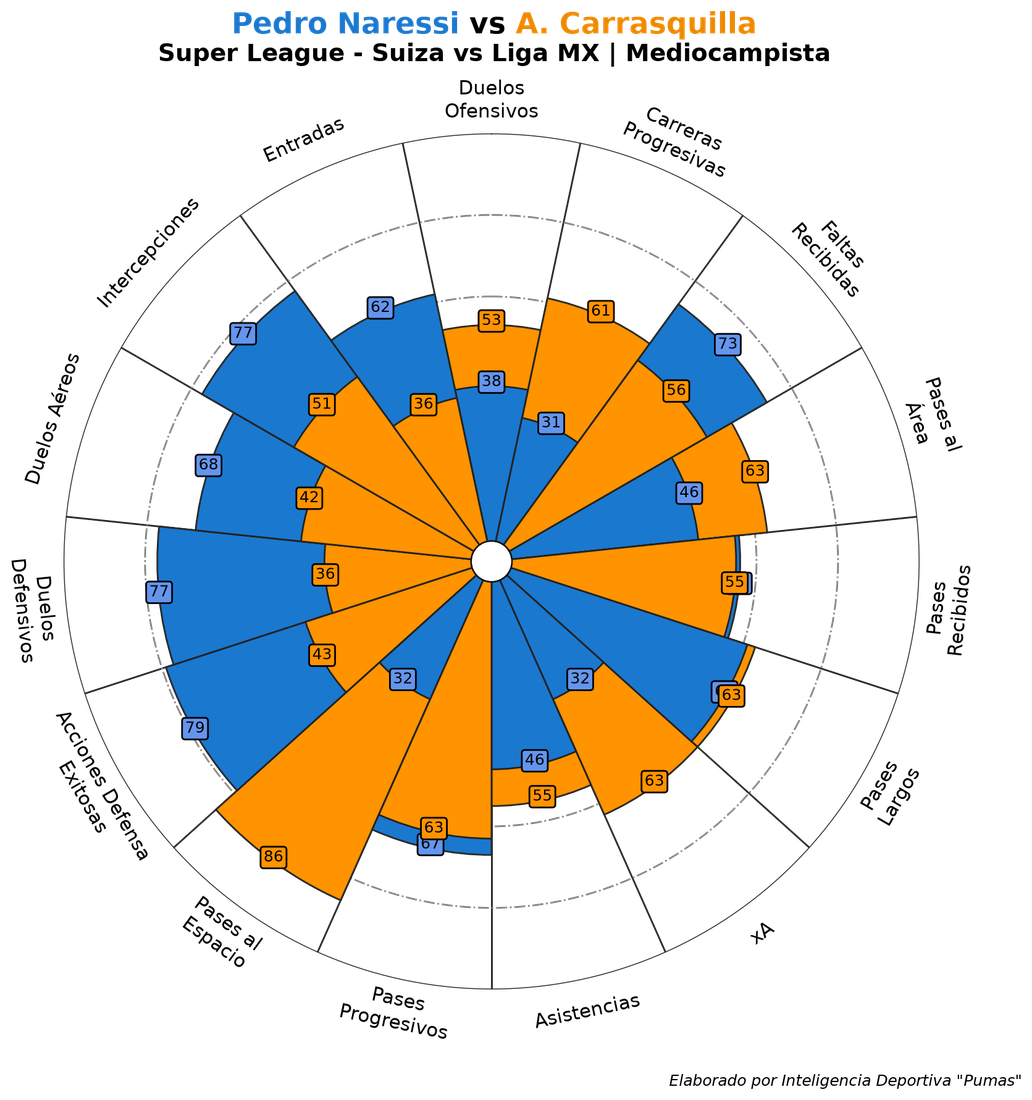 Pedro Naressi vs A. Carrasquilla
Super League - Suiza vs Liga MX | Mediocampista
Duelos
Ofensivos
53
38
Carreras
Progresivas
61
31
Faltas
Recibidas
73
56
Pases al
Área
63
46
Pases
Recibidos
55
Pases
Largos
63
xA
63
32
Asistencias
46
55
Pases
Progresivos
63
67
Pases al
Espacio
32
86
Acciones Defensa
Exitosas
43
79
Duelos
Defensivos
36
77
Duelos Aéreos
42
68
Intercepciones
77
51
Entradas
62
36
Elaborado por Inteligencia Deportiva "Pumas"